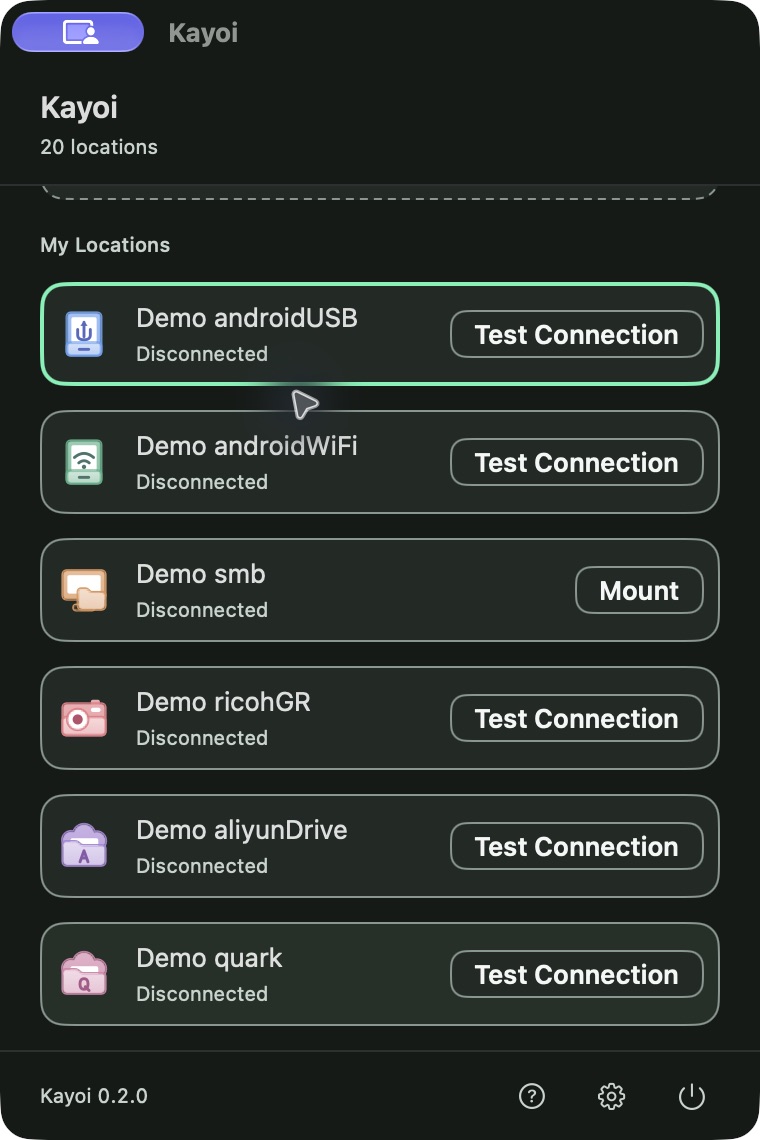 Kayoi
Kayoi
20 locations
My Locations
Demo androidUSB
Disconnected
Test Connection
Demo androidWiFi
Disconnected
Test Connection
Demo smb
Disconnected
Mount
Demo ricohGR
Disconnected
Test Connection
A
Demo aliyunDrive
Disconnected
Test Connection
Q
Demo quark
Disconnected
Test Connection
Kayoi 0.2.0
?